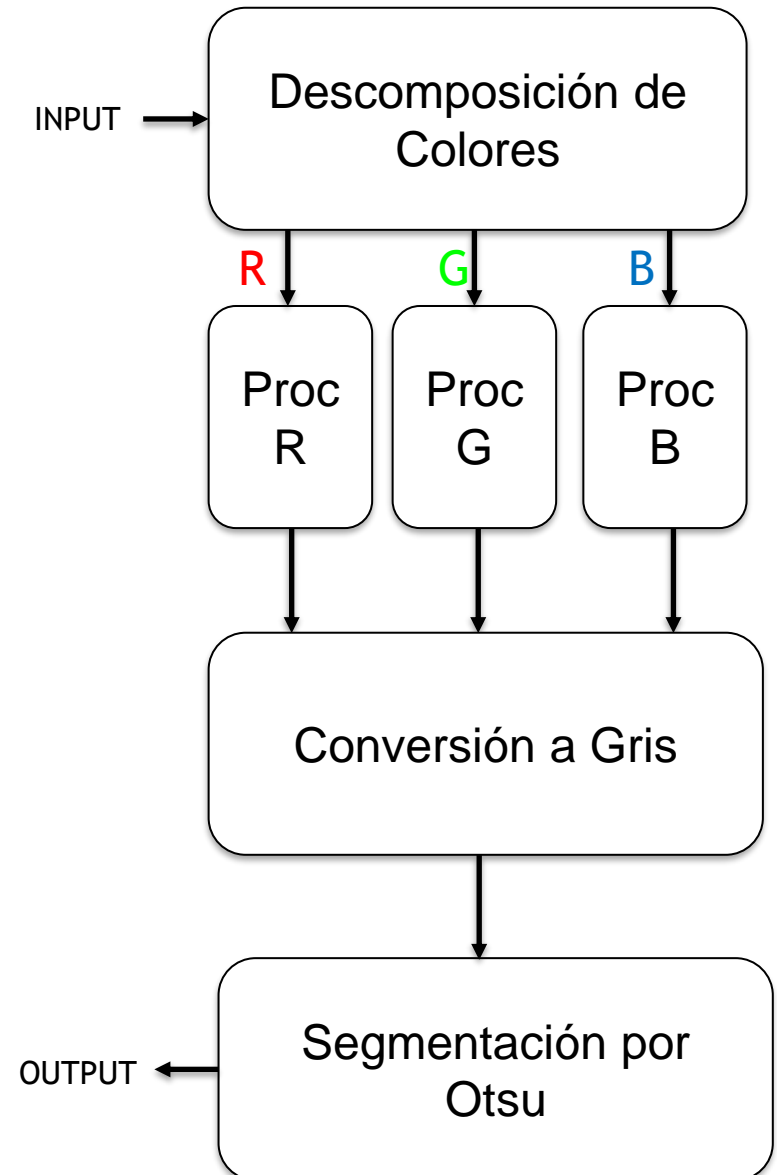 INPUT
Descomposición de
Colores
R
G
B
Proc
R
Proc
G
Proc
B
Conversión a Gris
Segmentación por
Otsu
OUTPUT